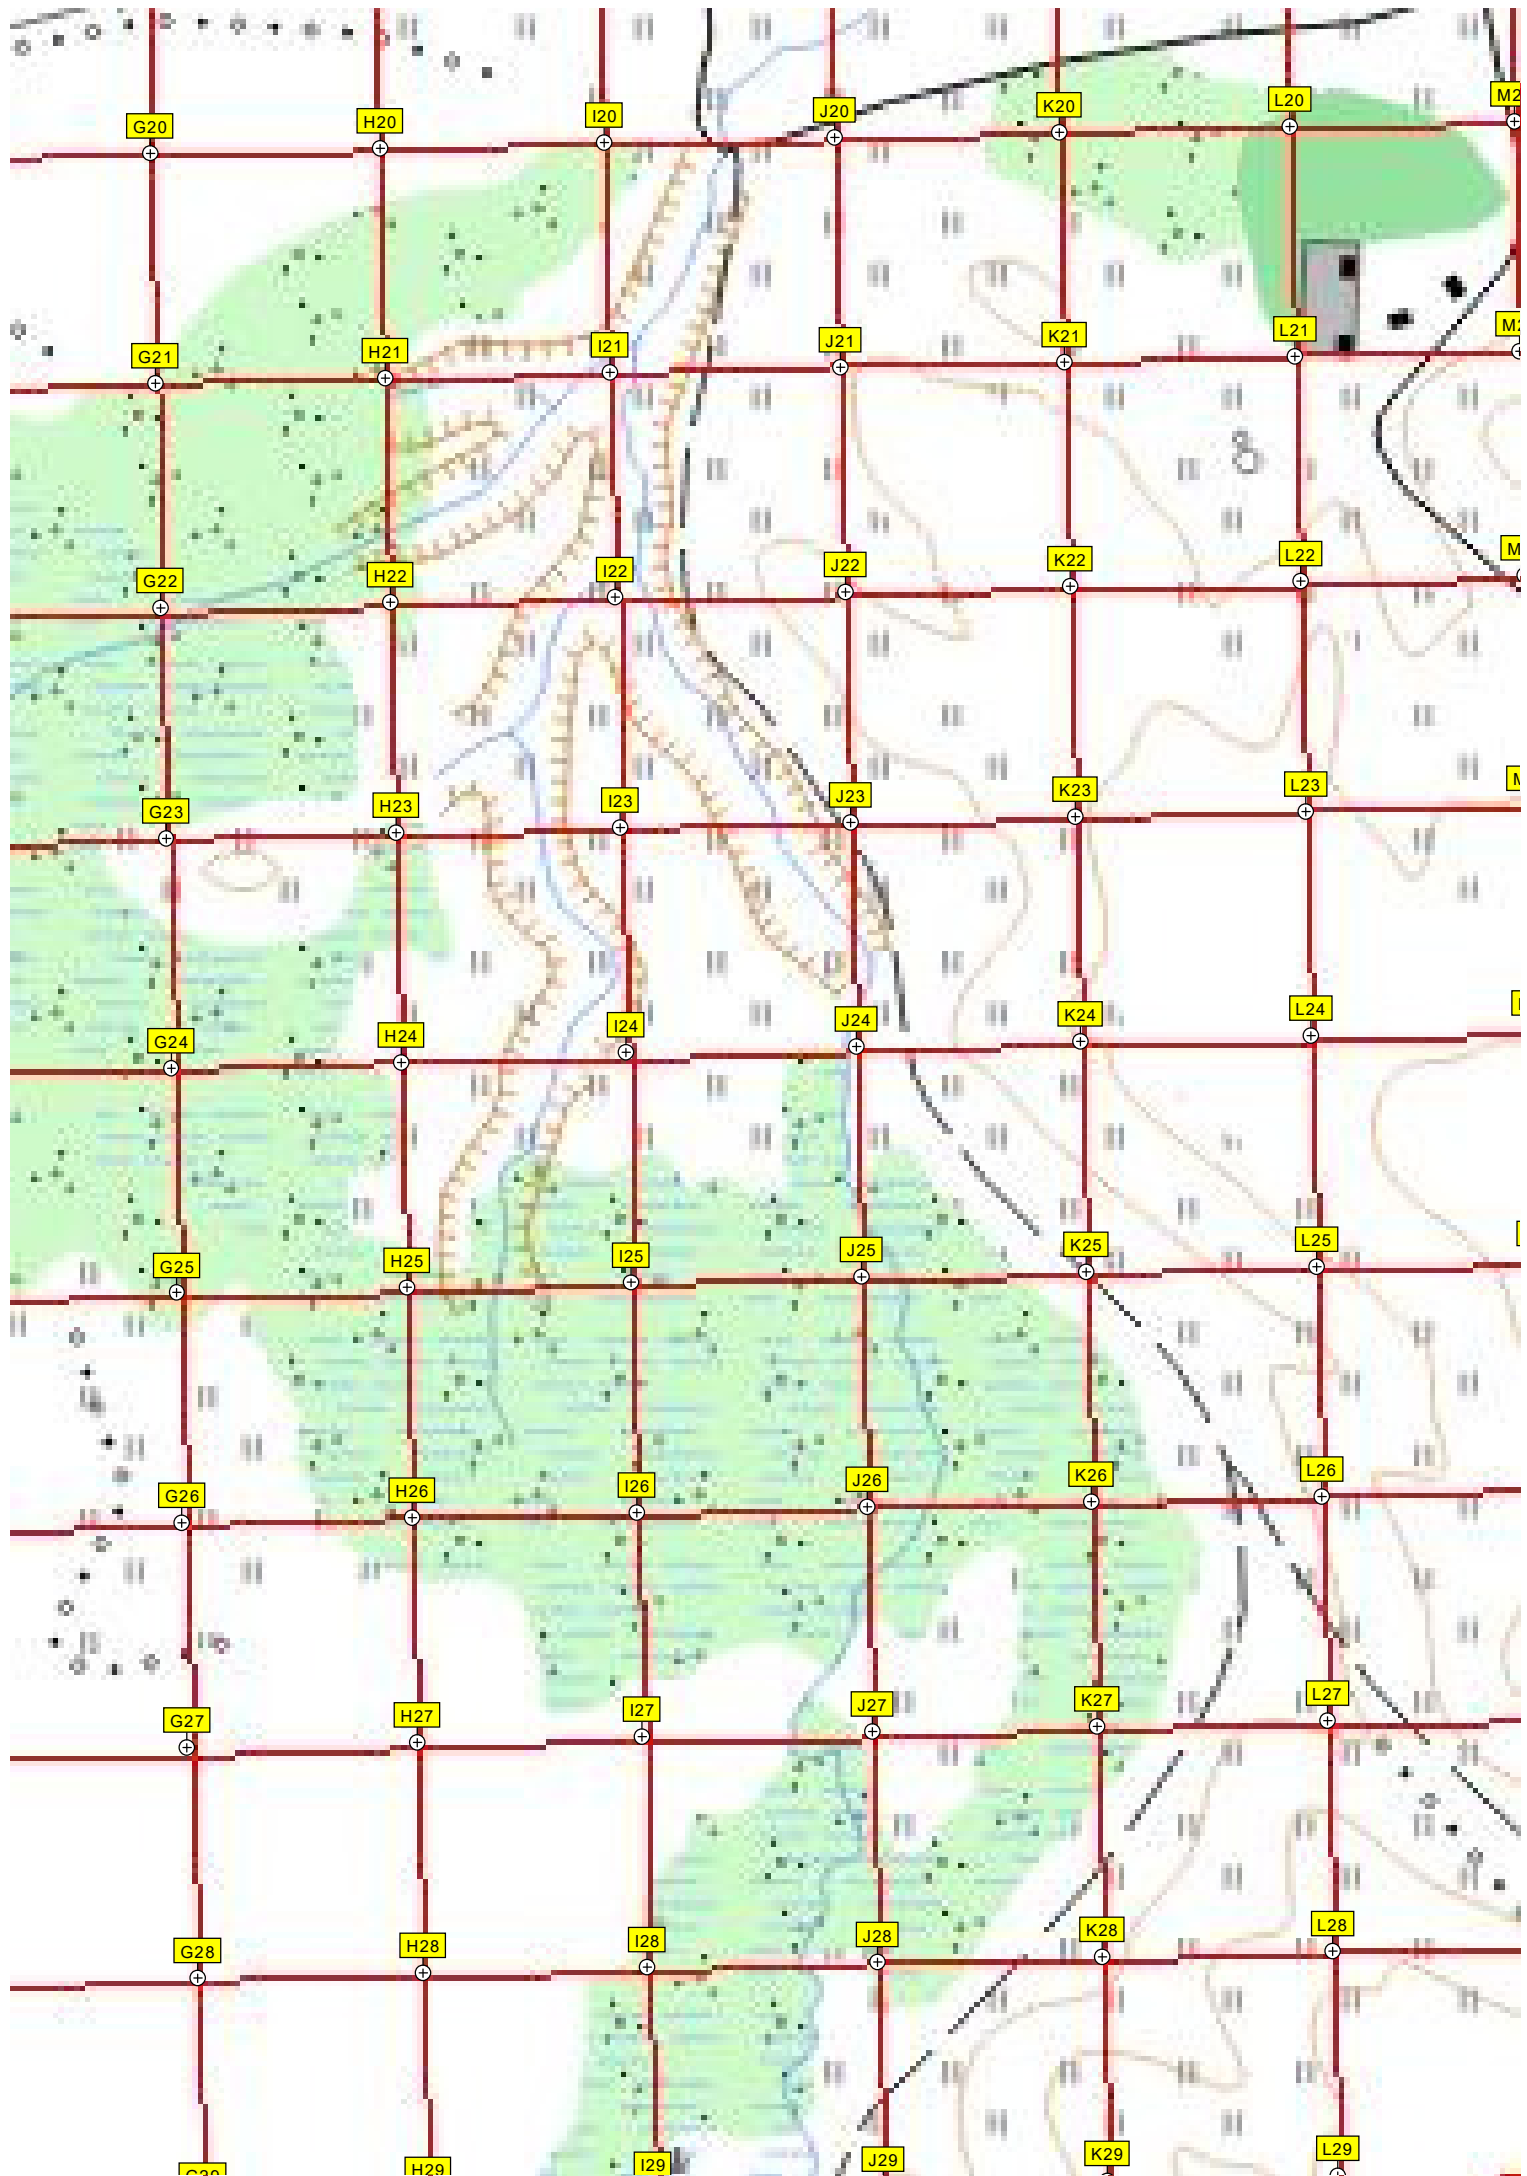 G20 H20 I20 J20 K20 L20
G21 H21 I21 J21 K21 L21
G22 H22 I22 J22 K22 L22
G23 H23 I23 J23 K23 L23
G24 H24 I24 J24 K24 L24
G25 H25 I25 J25 K25 L25
G26 H26 I26 J26 K26 L26
G27 H27 I27 J27 K27 L27
G28 H28 I28 J28 K28 L28
H29 I29 J29 K29 L29